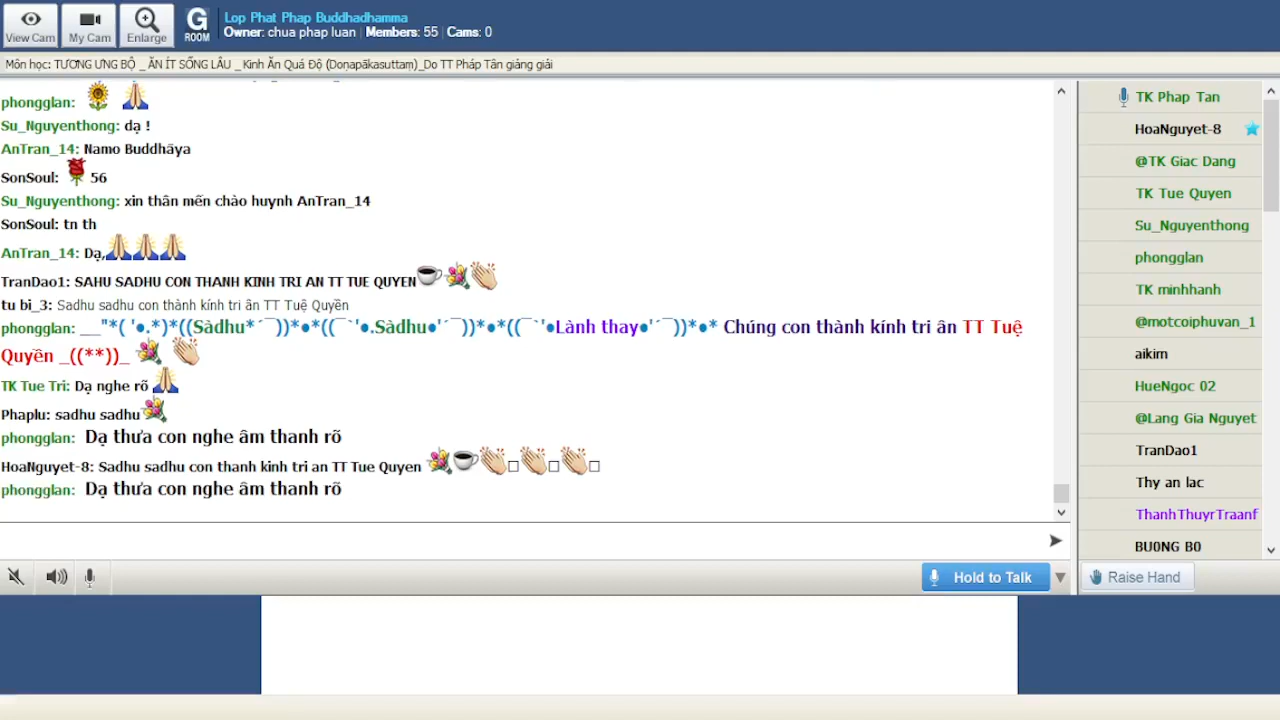 View Cam
My Cam
Enlarge
G
ROOM
Lop Phat Phap Buddhadhamma
Owner: chua phap luan | Members: 55 | Cams: 0
Môn học: TƯƠNG ƯNG BỘ _ ĂN ÍT SỐNG LÂU _ Kinh Ăn Quá Độ (Doṇapākasuttaṃ)_Do TT Pháp Tân giảng giải
phongglan:
Su_Nguyenthong: dạ !
AnTran_14: Namo Buddhāya
SonSoul: 56
Su_Nguyenthong: xin thân mến chào huynh AnTran_14
SonSoul: tn th
AnTran_14: Dạ,
TranDao1: SAHU SADHU CON THANH KINH TRI AN TT TUE QUYEN
tu bi_3: Sadhu sadhu con thành kính tri ân TT Tuệ Quyền
phongglan: __"*( '●.*)*((Sàdhu*´¯))*●*((¯`'●.Sàdhu●'´¯))*●*((¯`'●Lành thay●'´¯))*●* Chúng con thành kính tri ân TT Tuệ
Quyền _((**))_
TK Tue Tri: Dạ nghe rõ
Phaplu: sadhu sadhu
phongglan: Dạ thưa con nghe âm thanh rõ
HoaNguyet-8: Sadhu sadhu con thanh kinh tri an TT Tue Quyen
phongglan: Dạ thưa con nghe âm thanh rõ
Hold to Talk
TK Phap Tan
HoaNguyet-8
@TK Giac Dang
TK Tue Quyen
Su_Nguyenthong
phongglan
TK minhhanh
@motcoiphuvan_1
aikim
HueNgoc 02
@Lang Gia Nguyet
TranDao1
Thy an lac
ThanhThuyrTraanf
BU0NG B0
Raise Hand